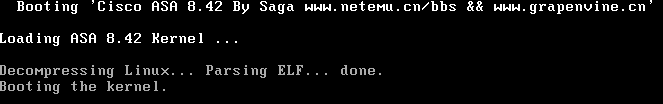 Booting 'Cisco ASA 8.42 By Saga www.netemu.cn/bbs && www.grapenvine.cn'
Loading ASA 8.42 Kernel ...
Decompressing Linux... Parsing ELF... done.
Booting the kernel.